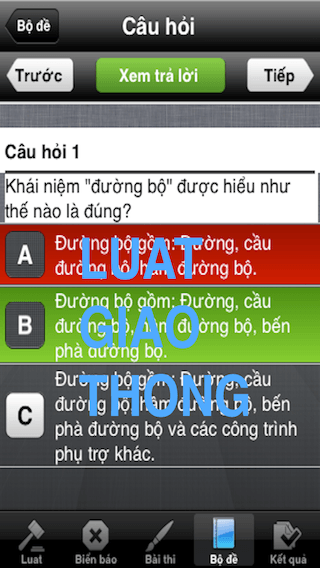 Bộ đề
Câu hỏi
Trước
Xem trả lời
Tiếp
Câu hỏi 1
Khái niệm "đường bộ" được hiểu như
thế nào là đúng?
A
Đường bộ gồm: Đường, cầu
đường bộ, hầm đường bộ.
B
Đường bộ gồm: Đường, cầu
đường bộ, hầm đường bộ, bến
phà đường bộ.
C
Đường bộ gồm: Đường, cầu
đường bộ, hầm đường bộ, bến
phà đường bộ và các công trình
phụ trợ khác.
LUAT
GIAO
THONG
Luat
Biển báo
Bài thi
Bộ đề
Kết quả